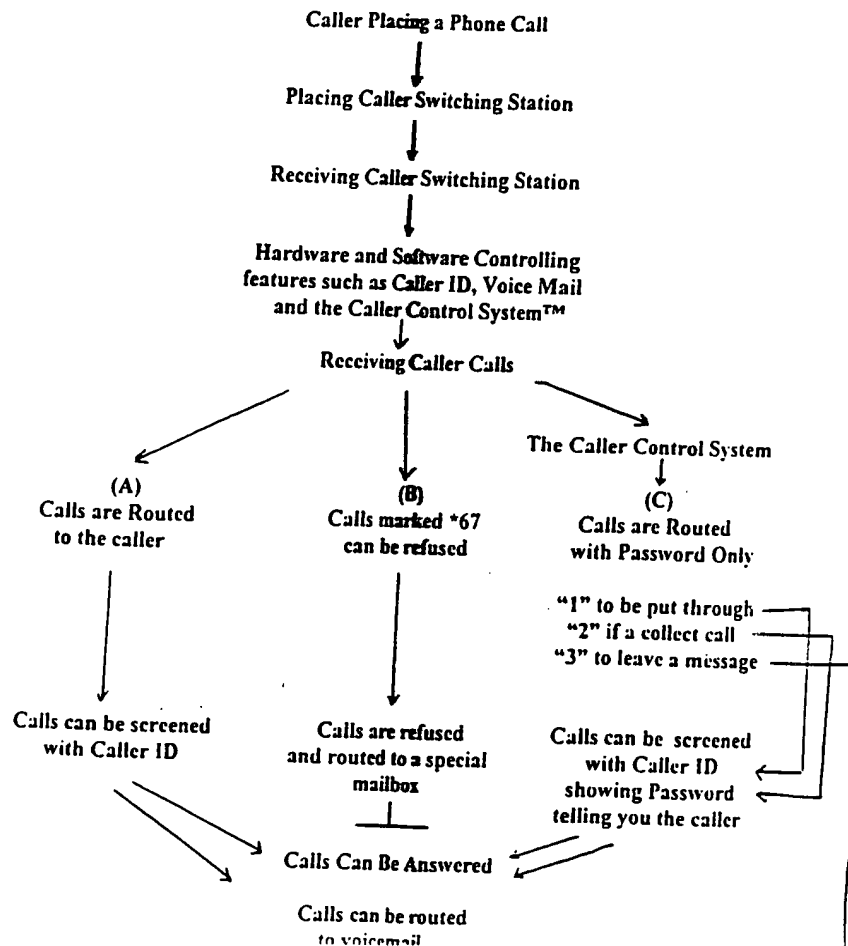 Caller Placing a Phone Call
Placing Caller Switching Station
Receiving Caller Switching Station
Hardware and Software Controlling
features such as Caller ID, Voice Mail
and the Caller Control System™
Receiving Caller Calls
The Caller Control System
(A)
Calls are Routed
to the caller
(B)
Calls marked *67
can be refused
(C)
Calls are Routed
with Password Only
“1” to be put through
“2” if a collect call
“3” to leave a message
Calls can be screened
with Caller ID
Calls are refused
and routed to a special
mailbox
Calls can be screened
with Caller ID
showing Password
telling you the caller
Calls Can Be Answered
Calls can be routed
to voicemail